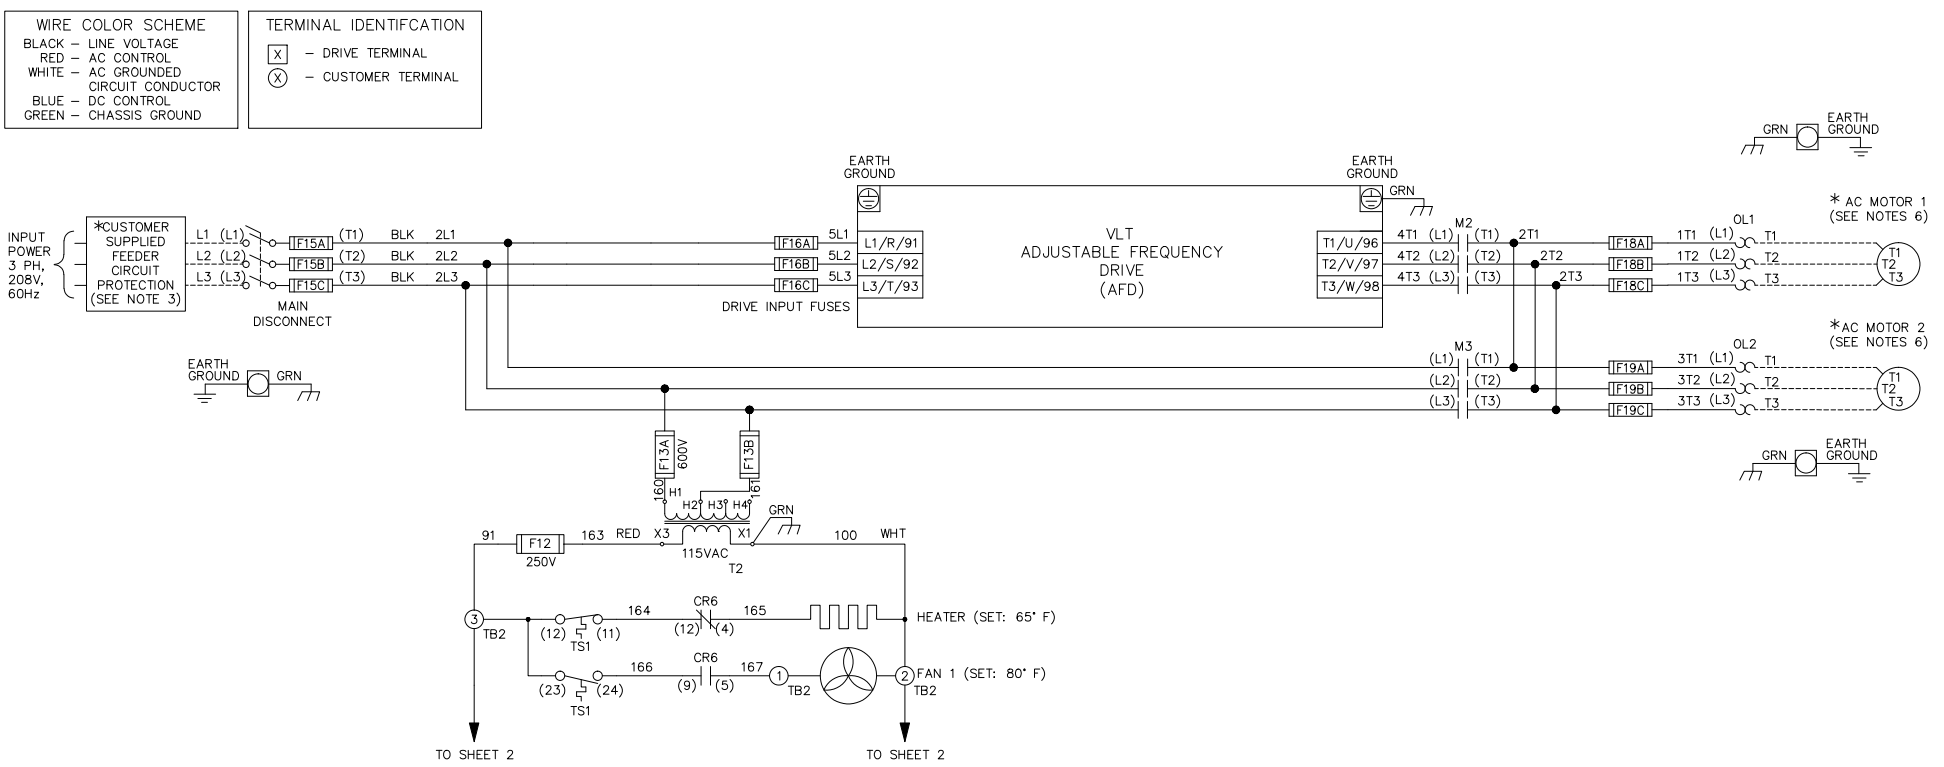 WIRE COLOR SCHEME
BLACK – LINE VOLTAGE
RED – AC CONTROL
WHITE – AC GROUNDED
CIRCUIT CONDUCTOR
BLUE – DC CONTROL
GREEN – CHASSIS GROUND
TERMINAL IDENTIFCATION
X – DRIVE TERMINAL
X – CUSTOMER TERMINAL
INPUT
POWER
3 PH,
208V,
60Hz
*CUSTOMER
SUPPLIED
FEEDER
CIRCUIT
PROTECTION
(SEE NOTE 3)
L1 (L1) F15A (T1) BLK 2L1 F16A 5L1 L1/R/91
L2 (L2) F15B (T2) BLK 2L2 F16B 5L2 L2/S/92
L3 (L3) F15C (T3) BLK 2L3 F16C 5L3 L3/T/93
MAIN
DISCONNECT
DRIVE INPUT FUSES
EARTH
GROUND
VLT
ADJUSTABLE FREQUENCY
DRIVE
(AFD)
EARTH
GROUND
GRN
M2
T1/U/96 4T1 (L1) (T1) 2T1 F18A 1T1 (L1) T1
T2/V/97 4T2 (L2) (T2) 2T2 F18B 1T2 (L2) T2
T3/W/98 4T3 (L3) (T3) 2T3 F18C 1T3 (L3) T3
OL1
GRN
EARTH
GROUND
* AC MOTOR 1
(SEE NOTES 6)
T1
T2
T3
M3
(L1) (T1) F19A 3T1 (L1) T1
(L2) (T2) F19B 3T2 (L2) T2
(L3) (T3) F19C 3T3 (L3) T3
OL2
*AC MOTOR 2
(SEE NOTES 6)
T1
T2
T3
GRN
EARTH
GROUND
EARTH
GROUND
GRN
F13A
600V
F13B
160
161
H1
H2
H3
H4
GRN
91
F12
250V
163
RED
X3
X1
115VAC
T2
100
WHT
3
TB2
(12)
(11)
TS1
164
CR6
(12)
(4)
165
HEATER (SET: 65° F)
(23)
(24)
TS1
166
CR6
(9)
(5)
167
1
TB2
2
TB2
FAN 1 (SET: 80° F)
TO SHEET 2
TO SHEET 2